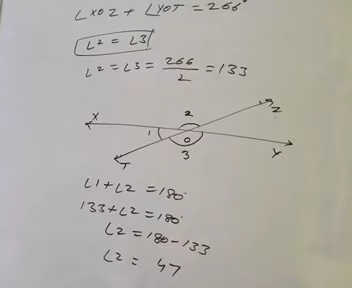 ∠XOZ + ∠YOT = 266°
∠2 = ∠3
∠2 = ∠3 = 266/2 = 133
2
Z
X
1
O
3
T
Y
∠1 + ∠2 = 180°
133 + ∠2 = 180°
∠2 = 180 - 133
∠2 = 47